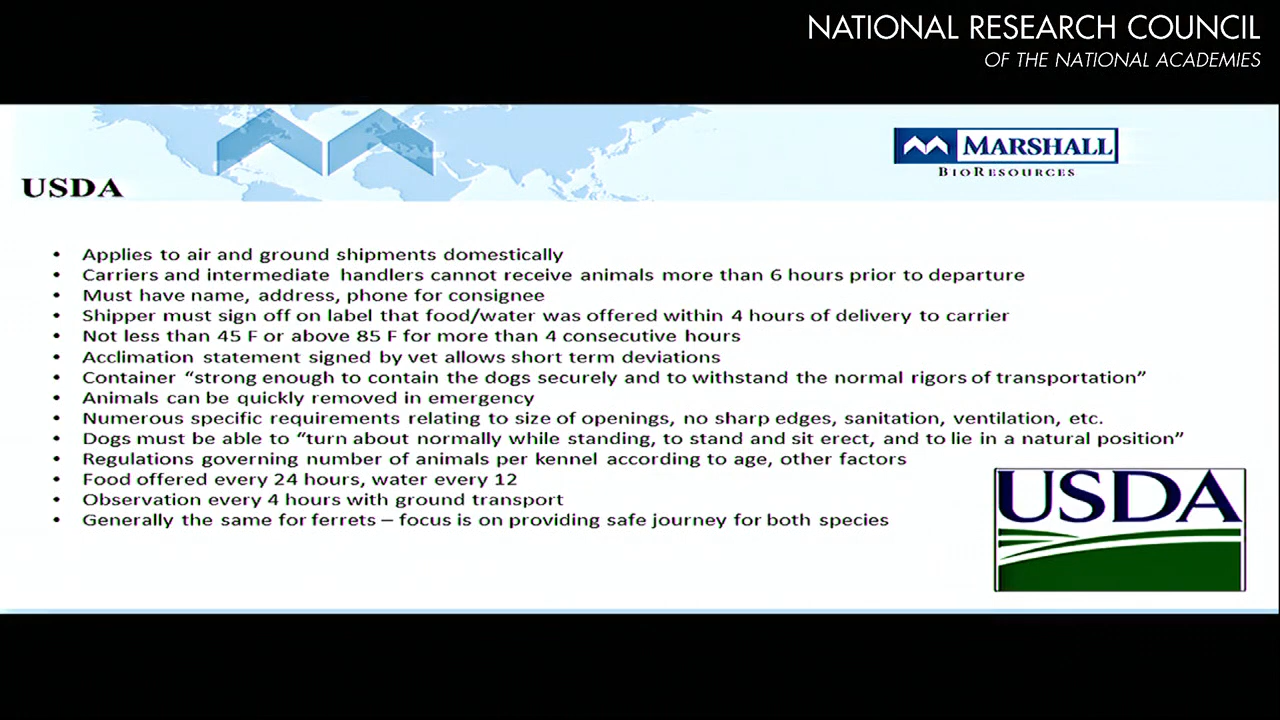 NATIONAL RESEARCH COUNCIL
OF THE NATIONAL ACADEMIES
MARSHALL
BIORESOURCES
USDA
• Applies to air and ground shipments domestically
• Carriers and intermediate handlers cannot receive animals more than 6 hours prior to departure
• Must have name, address, phone for consignee
• Shipper must sign off on label that food/water was offered within 4 hours of delivery to carrier
• Not less than 45 F or above 85 F for more than 4 consecutive hours
• Acclimation statement signed by vet allows short term deviations
• Container “strong enough to contain the dogs securely and to withstand the normal rigors of transportation”
• Animals can be quickly removed in emergency
• Numerous specific requirements relating to size of openings, no sharp edges, sanitation, ventilation, etc.
• Dogs must be able to “turn about normally while standing, to stand and sit erect, and to lie in a natural position”
• Regulations governing number of animals per kennel according to age, other factors
• Food offered every 24 hours, water every 12
• Observation every 4 hours with ground transport
• Generally the same for ferrets – focus is on providing safe journey for both species
USDA